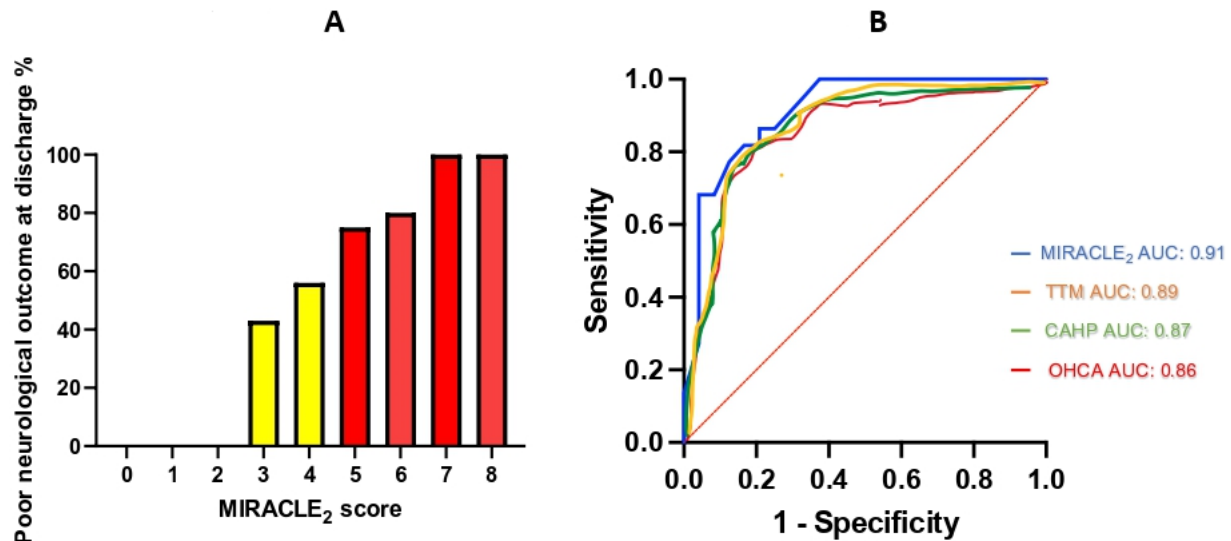 A
Poor neurological outcome at discharge %
100
80
60
40
20
0
0 1 2 3 4 5 6 7 8
MIRACLE₂ score
B
Sensitivity
1.0
0.8
0.6
0.4
0.2
0.0
0.0 0.2 0.4 0.6 0.8 1.0
1 - Specificity
MIRACLE₂ AUC: 0.91
TTM AUC: 0.89
CAHP AUC: 0.87
OHCA AUC: 0.86